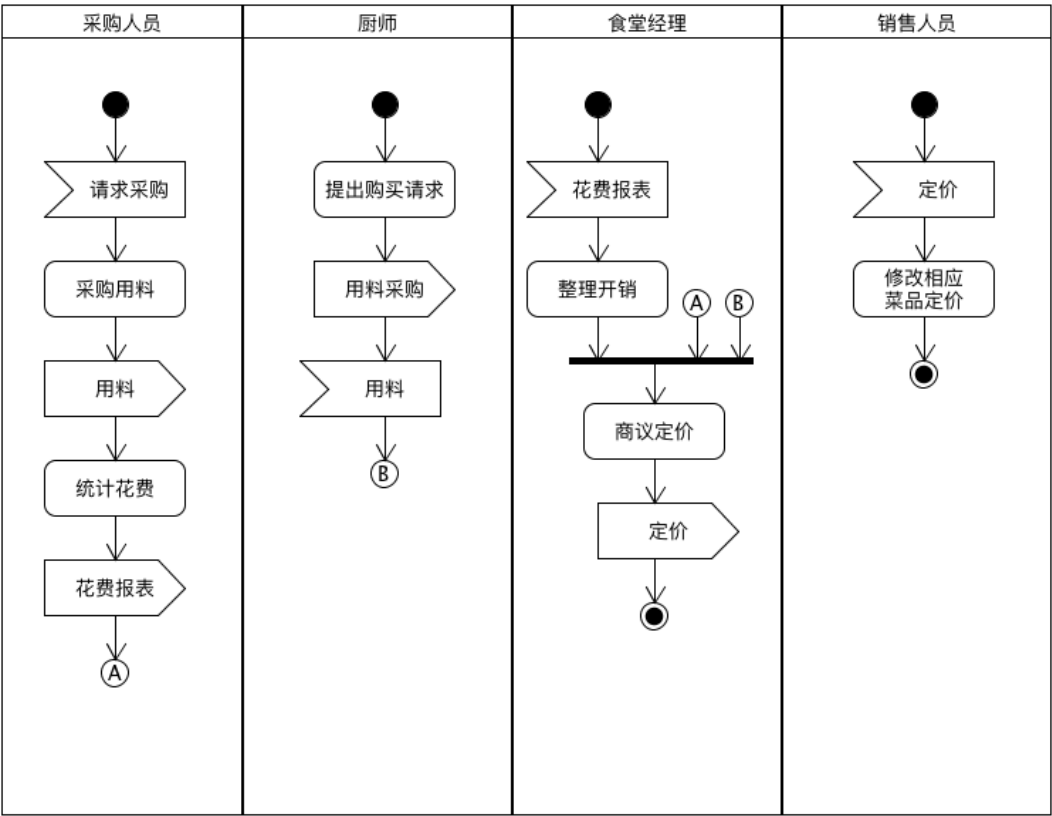 采购人员
厨师
食堂经理
销售人员
请求采购
采购用料
用料
统计花费
花费报表
A
提出购买请求
用料采购
用料
B
花费报表
整理开销
A
B
商议定价
定价
定价
修改相应
菜品定价